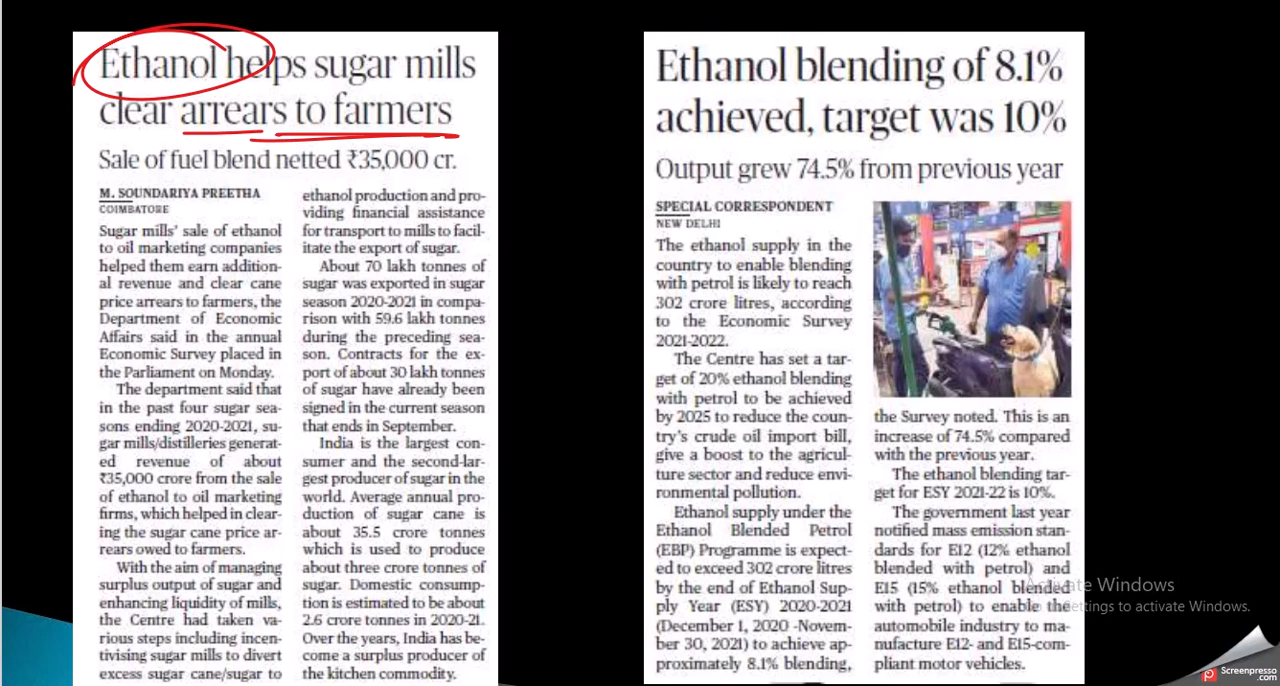 Ethanol helps sugar mills
clear arrears to farmers
Sale of fuel blend netted ₹35,000 cr.
M. SOUNDARIYA PREETHA
COIMBATORE
Sugar mills' sale of ethanol
to oil marketing companies
helped them earn addition-
al revenue and clear cane
price arrears to farmers, the
Department of Economic
Affairs said in the annual
Economic Survey placed in
the Parliament on Monday.
The department said that
in the past four sugar sea-
sons ending 2020-2021, su-
gar mills/distilleries generat-
ed revenue of about
₹35,000 crore from the sale
of ethanol to oil marketing
firms, which helped in clear-
ing the sugar cane price ar-
rears owed to farmers.
With the aim of managing
surplus output of sugar and
enhancing liquidity of mills,
the Centre had taken va-
rious steps including incen-
tivising sugar mills to divert
excess sugar cane/sugar to
ethanol production and pro-
viding financial assistance
for transport to mills to facil-
itate the export of sugar.
About 70 lakh tonnes of
sugar was exported in sugar
season 2020-2021 in compa-
rison with 59.6 lakh tonnes
during the preceding sea-
son. Contracts for the ex-
port of about 30 lakh tonnes
of sugar have already been
signed in the current season
that ends in September.
India is the largest con-
sumer and the second-lar-
gest producer of sugar in the
world. Average annual pro-
duction of sugar cane is
about 35.5 crore tonnes
which is used to produce
about three crore tonnes of
sugar. Domestic consump-
tion is estimated to be about
2.6 crore tonnes in 2020-21.
Over the years, India has be-
come a surplus producer of
the kitchen commodity.
Ethanol blending of 8.1%
achieved, target was 10%
Output grew 74.5% from previous year
SPECIAL CORRESPONDENT
NEW DELHI
The ethanol supply in the
country to enable blending
with petrol is likely to reach
302 crore litres, according
to the Economic Survey
2021-2022.
The Centre has set a tar-
get of 20% ethanol blending
with petrol to be achieved
by 2025 to reduce the coun-
try's crude oil import bill,
give a boost to the agricul-
ture sector and reduce envi-
ronmental pollution.
Ethanol supply under the
Ethanol Blended Petrol
(EBP) Programme is expect-
ed to exceed 302 crore litres
by the end of Ethanol Sup-
ply Year (ESY) 2020-2021
(December 1, 2020 -Novem-
ber 30, 2021) to achieve ap-
proximately 8.1% blending,
the Survey noted. This is an
increase of 74.5% compared
with the previous year.
The ethanol blending tar-
get for ESY 2021-22 is 10%.
The government last year
notified mass emission stan-
dards for E12 (12% ethanol
blended with petrol) and
E15 (15% ethanol blended
with petrol) to enable the
automobile industry to ma-
nufacture E12- and E15-com-
pliant motor vehicles.
Activate Windows
to Settings to activate Windows.
Screenpresso
.com